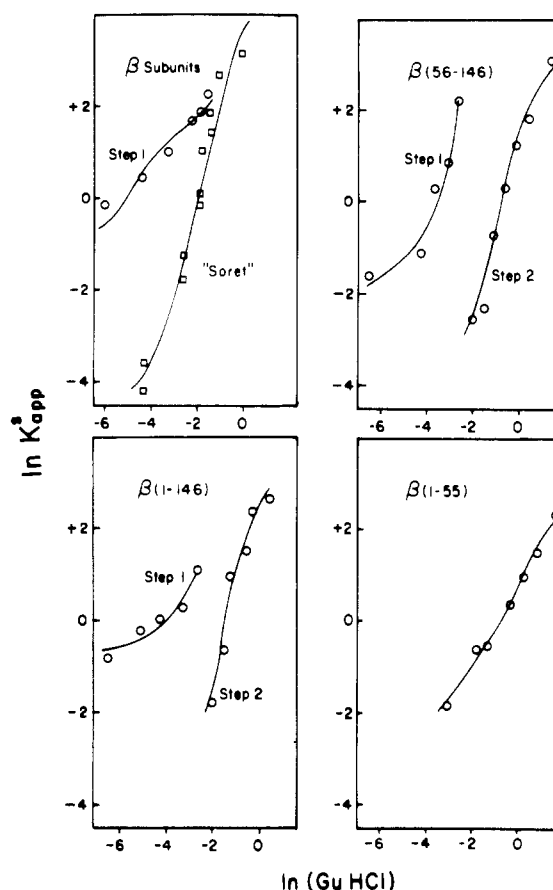 β Subunits
Step 1
"Soret"
+2
0
-2
-4
-6 -4 -2 0
β(56-146)
Step 1
Step 2
+2
0
-2
-4
-6 -4 -2 0
ln K^s_app
β(1-146)
Step 1
Step 2
+2
0
-2
-4
-6 -4 -2 0
β(1-55)
+2
0
-2
-4
-6 -4 -2 0
ln (Gu HCl)